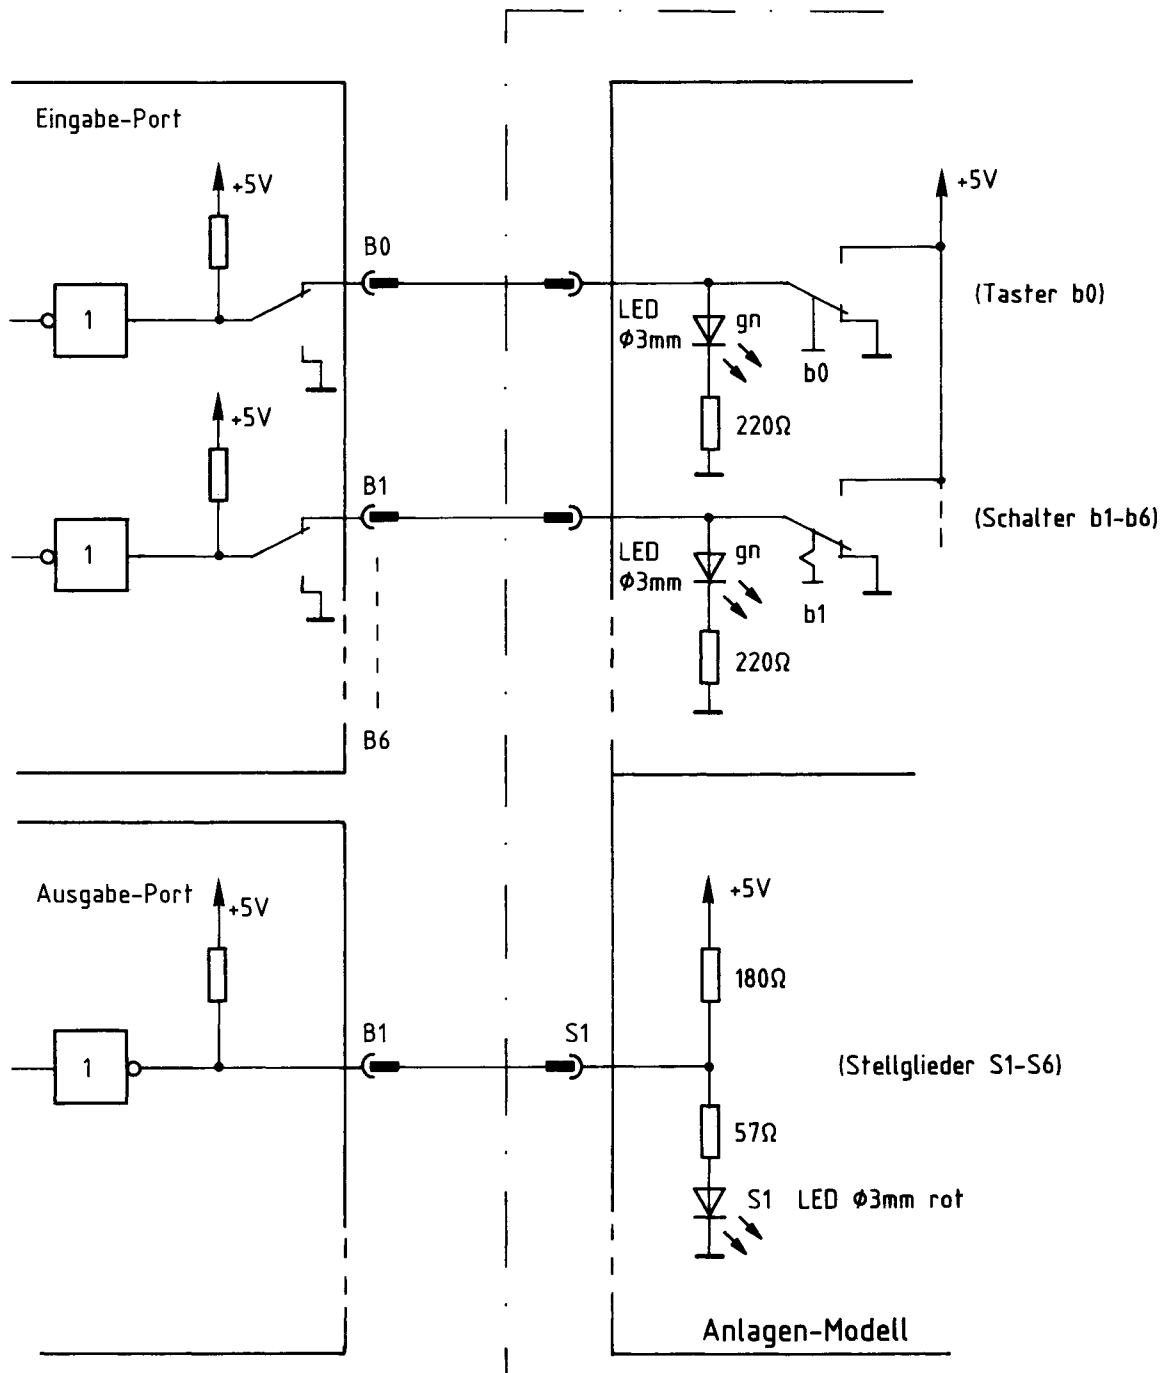 Eingabe-Port
+5V
+5V
B0
LED
ϕ3mm
gn
(Taster b0)
1
b0
220Ω
+5V
B1
LED
ϕ3mm
gn
(Schalter b1-b6)
1
b1
220Ω
B6
Ausgabe-Port
+5V
+5V
180Ω
B1
S1
1
(Stellglieder S1-S6)
57Ω
S1 LED ϕ3mm rot
Anlagen-Modell